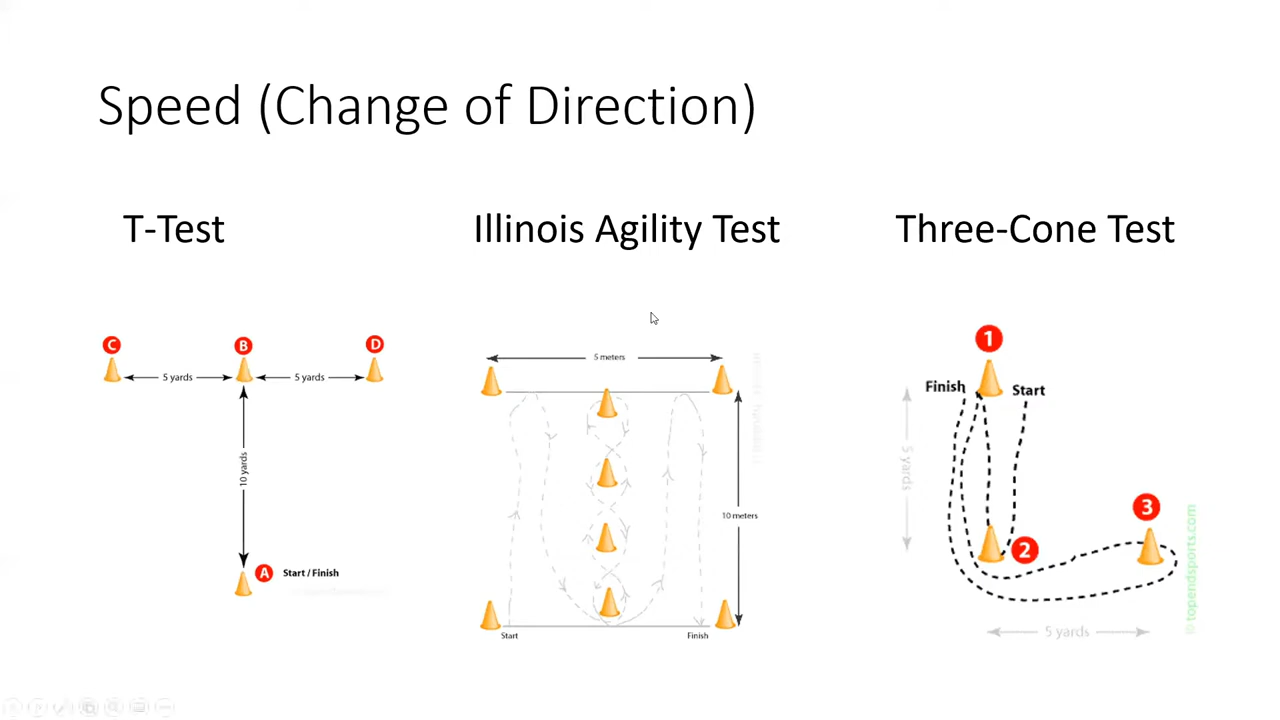 Speed (Change of Direction)
T-Test
Illinois Agility Test
Three-Cone Test
C
B
D
5 yards
5 yards
10 yards
A
Start / Finish
5 meters
10 meters
Start
Finish
1
Finish
Start
5 yards
2
3
5 yards
© topendsports.com